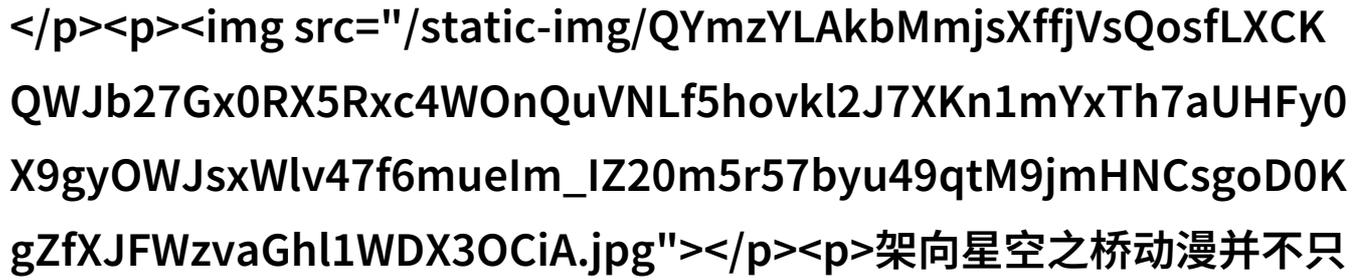 </p><p><img src="/static-img/QYmzYLAkbMmjsXffjVsQosfLXCK
QWJb27Gx0RX5Rxc4WOnQuVNLf5hovkl2J7XKn1mYxTh7aUHFy0
X9gyOWJsxWlv47f6mueIm_IZ20m5r57byu49qtM9jmHNCsgoD0K
gZfXJFWzvaGhl1WDX3OCiA.jpg"></p><p>架向星空之桥动漫并不只